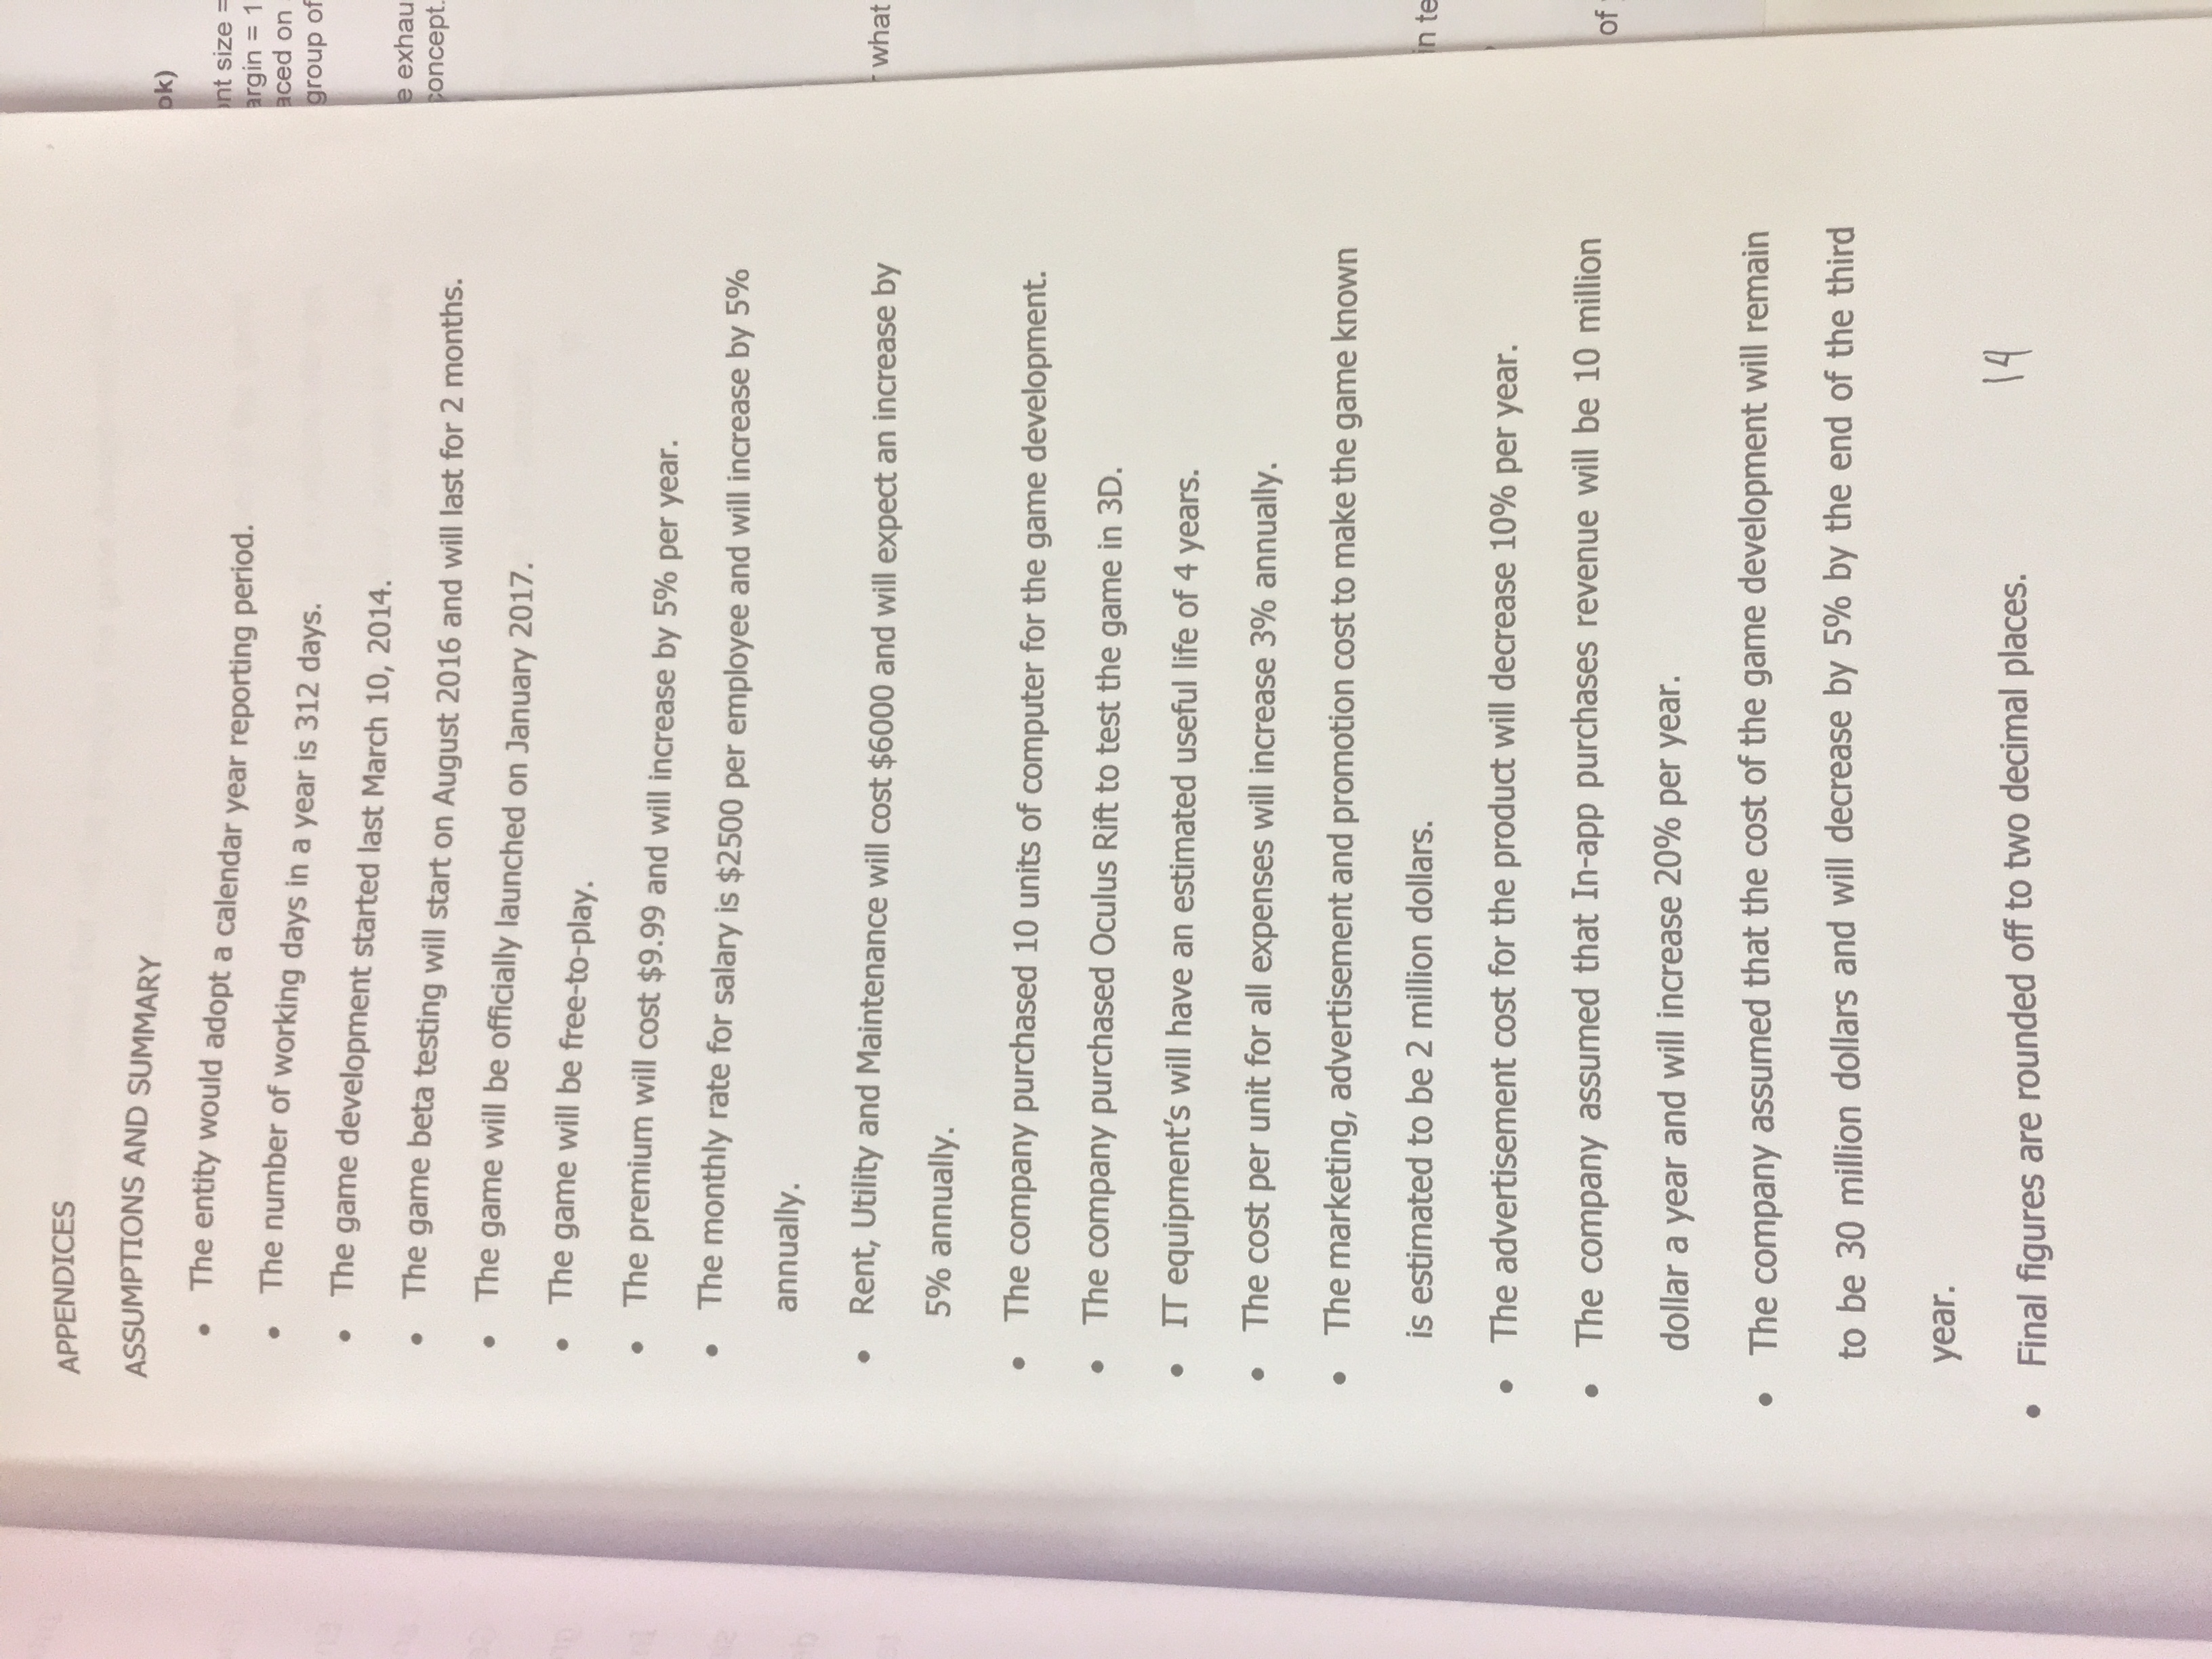 APPENDICES
ASSUMPTIONS AND SUMMARY
• The entity would adopt a calendar year reporting period.
• The number of working days in a year is 312 days.
• The game development started last March 10, 2014.
• The game beta testing will start on August 2016 and will last for 2 months.
• The game will be officially launched on January 2017.
• The game will be free-to-play.
• The premium will cost $9.99 and will increase by 5% per year.
• The monthly rate for salary is $2500 per employee and will increase by 5%
annually.
• Rent, Utility and Maintenance will cost $6000 and will expect an increase by
5% annually.
• The company purchased 10 units of computer for the game development.
• The company purchased Oculus Rift to test the game in 3D.
• IT equipment's will have an estimated useful life of 4 years.
• The cost per unit for all expenses will increase 3% annually.
• The marketing, advertisement and promotion cost to make the game known
is estimated to be 2 million dollars.
• The advertisement cost for the product will decrease 10% per year.
• The company assumed that In-app purchases revenue will be 10 million
dollar a year and will increase 20% per year.
• The company assumed that the cost of the game development will remain
to be 30 million dollars and will decrease by 5% by the end of the third
year.
• Final figures are rounded off to two decimal places.
14
size =
= 1
on
group of
concept.
what
in
of